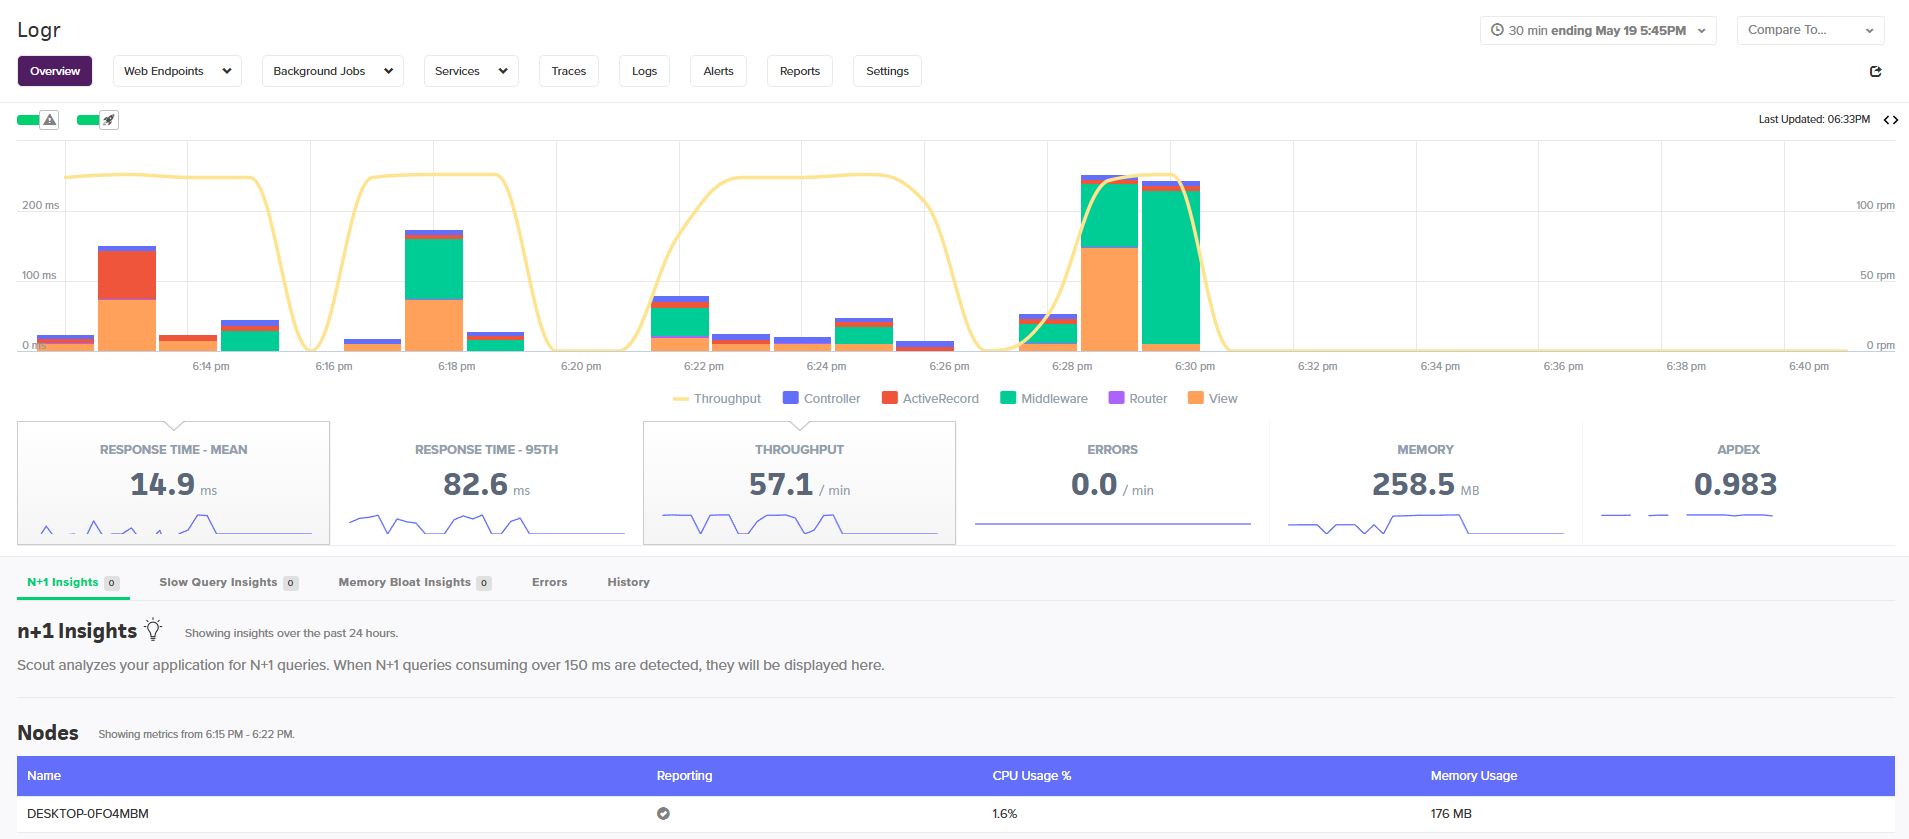 Logr
30 min ending May 19 5:45PM
Compare To...
Overview
Web Endpoints
Background Jobs
Services
Traces
Logs
Alerts
Reports
Settings
Last Updated: 06:33PM
200 ms
100 rpm
100 ms
50 rpm
0 ms
0 rpm
6:14 pm
6:16 pm
6:18 pm
6:20 pm
6:22 pm
6:24 pm
6:26 pm
6:28 pm
6:30 pm
6:32 pm
6:34 pm
6:36 pm
6:38 pm
6:40 pm
Throughput
Controller
ActiveRecord
Middleware
Router
View
RESPONSE TIME - MEAN
14.9 ms
RESPONSE TIME - 95TH
82.6 ms
THROUGHPUT
57.1 / min
ERRORS
0.0 / min
MEMORY
258.5 MB
APDEX
0.983
N+1 Insights 0
Slow Query Insights 0
Memory Bloat Insights 0
Errors
History
n+1 Insights
Showing insights over the past 24 hours.
Scout analyzes your application for N+1 queries. When N+1 queries consuming over 150 ms are detected, they will be displayed here.
Nodes
Showing metrics from 6:15 PM - 6:22 PM.
Name
Reporting
CPU Usage %
Memory Usage
DESKTOP-0FO4MBM
1.6%
176 MB